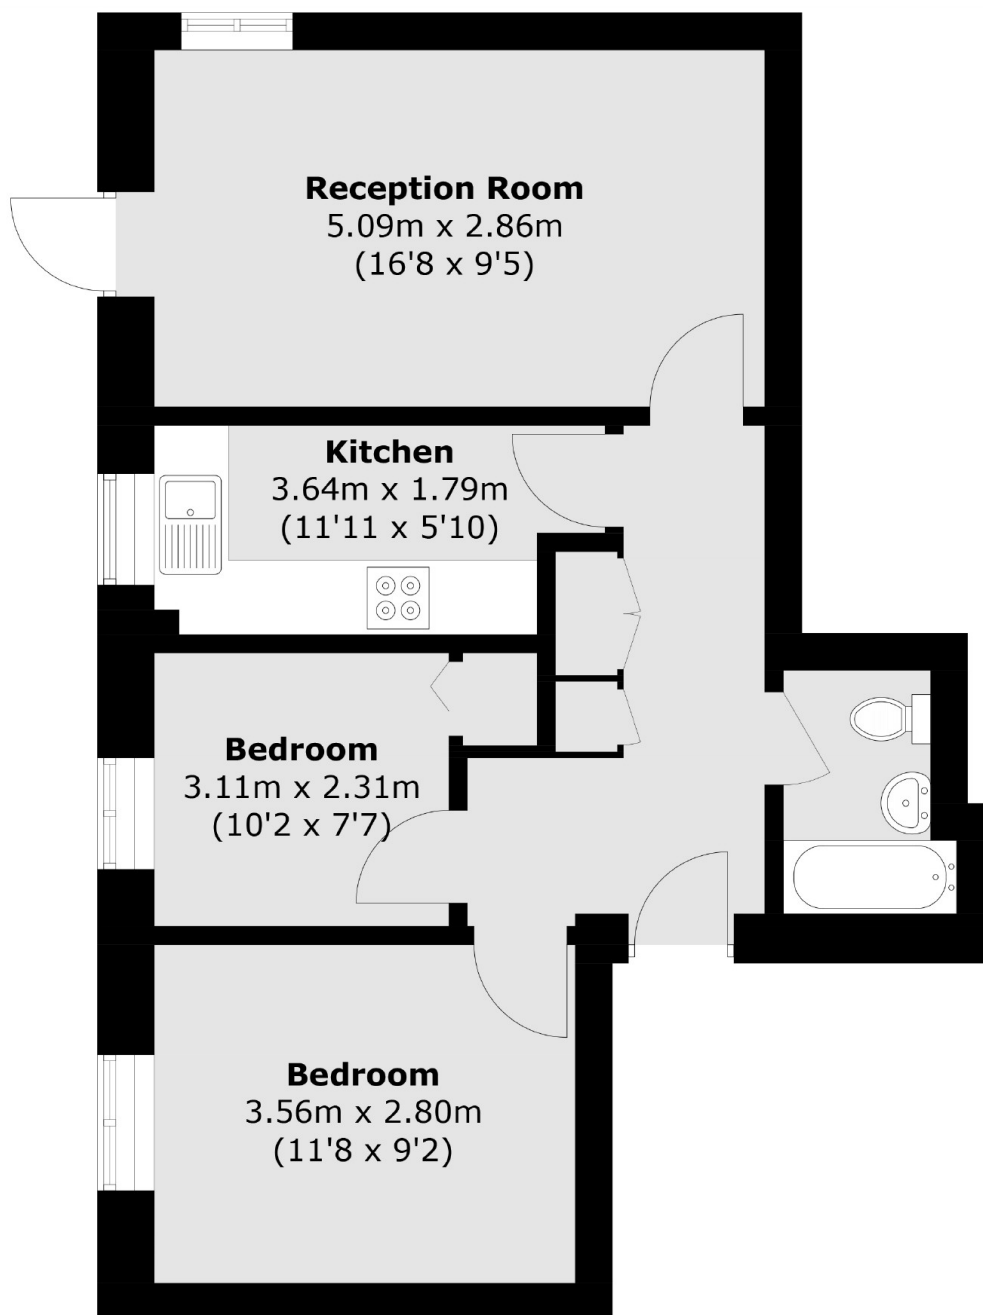 Reception Room
5.09m x 2.86m
(16'8 x 9'5)
Kitchen
3.64m x 1.79m
(11'11 x 5'10)
Bedroom
3.11m x 2.31m
(10'2 x 7'7)
Bedroom
3.56m x 2.80m
(11'8 x 9'2)